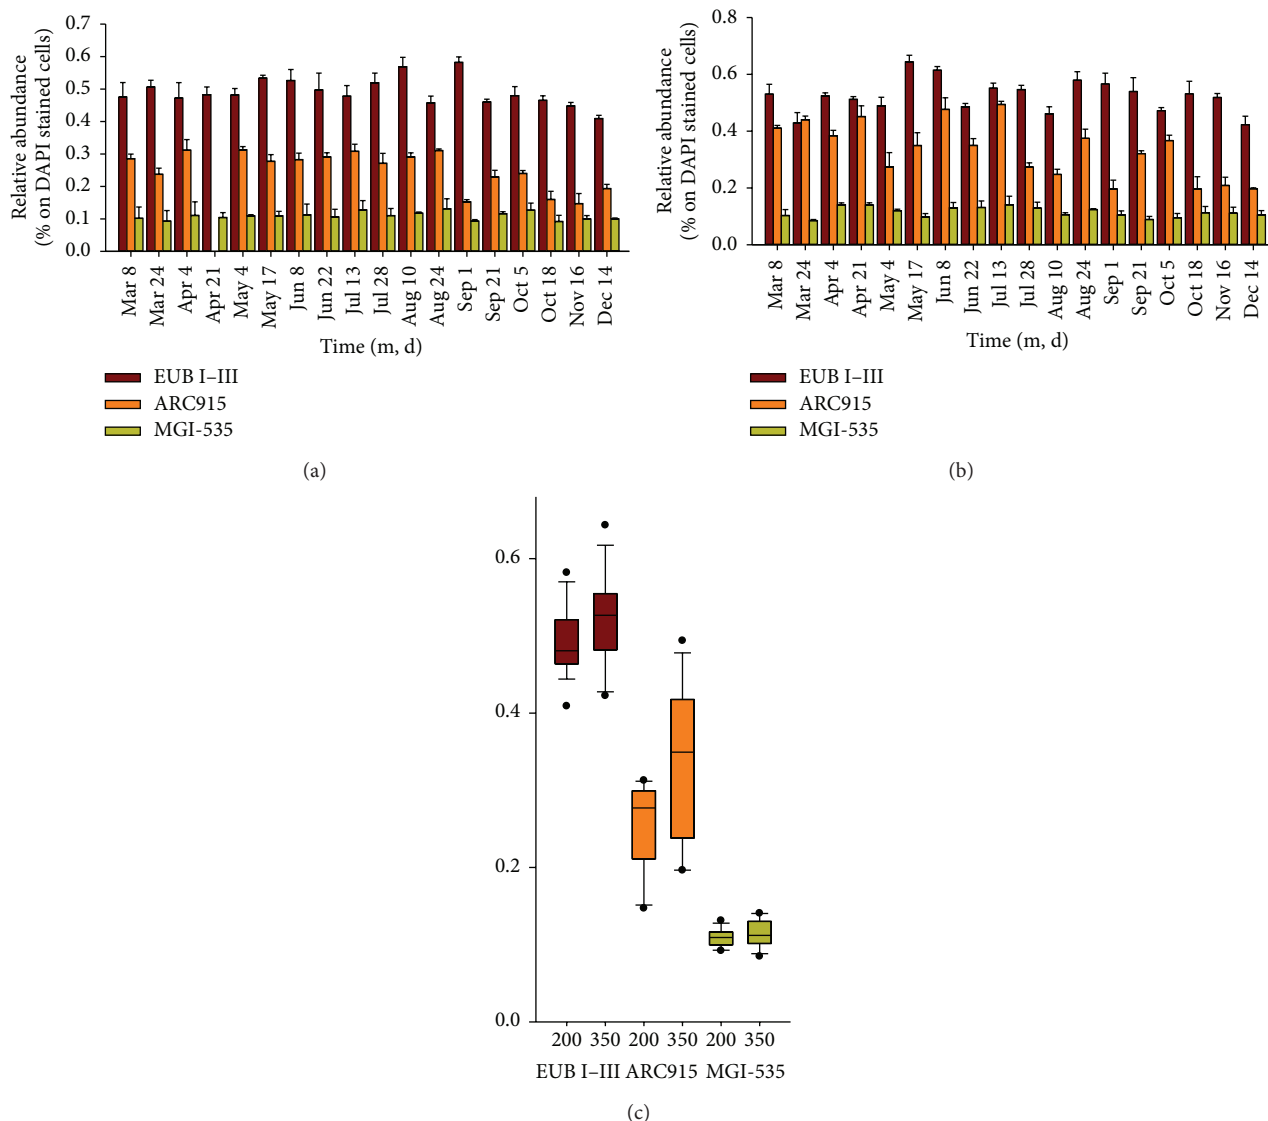 Relative abundance
(% on DAPI stained cells)
0.7
0.6
0.5
0.4
0.3
0.2
0.1
0.0
Mar 8
Mar 24
Apr 4
Apr 21
May 4
May 17
Jun 8
Jun 22
Jul 13
Jul 28
Aug 10
Aug 24
Sep 1
Sep 21
Oct 5
Oct 18
Nov 16
Dec 14
Time (m, d)
EUB I–III
ARC915
MGI-535
(a)
Relative abundance
(% on DAPI stained cells)
0.8
0.6
0.4
0.2
0.0
Mar 8
Mar 24
Apr 4
Apr 21
May 4
May 17
Jun 8
Jun 22
Jul 13
Jul 28
Aug 10
Aug 24
Sep 1
Sep 21
Oct 5
Oct 18
Nov 16
Dec 14
Time (m, d)
EUB I–III
ARC915
MGI-535
(b)
0.6
0.4
0.2
0.0
200 350 200 350 200 350
EUB I–III ARC915 MGI-535
(c)